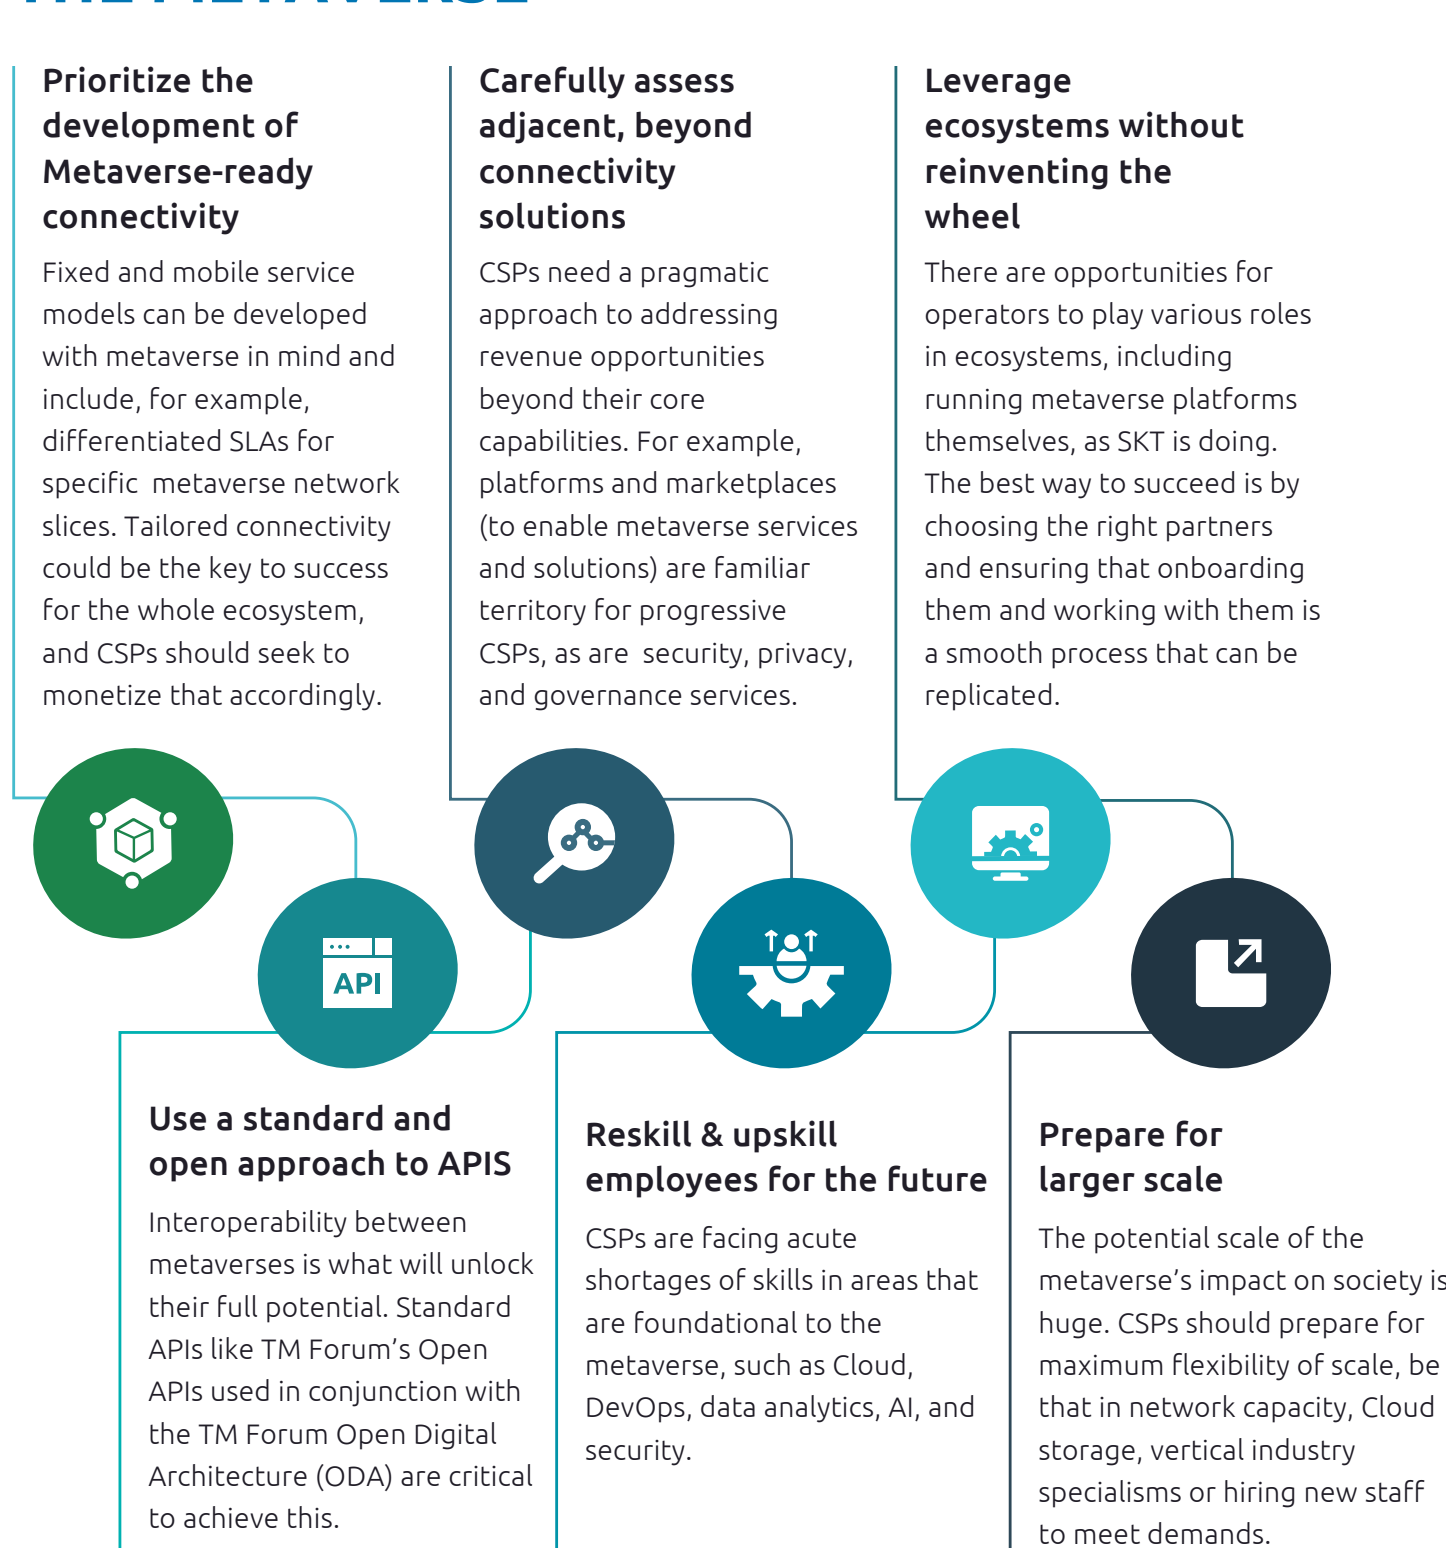 THE METAVERSE
Prioritize the
development of
Metaverse-ready
connectivity
Fixed and mobile service
models can be developed
with metaverse in mind and
include, for example,
differentiated SLAs for
specific  metaverse network
slices. Tailored connectivity
could be the key to success
for the whole ecosystem,
and CSPs should seek to
monetize that accordingly.
Carefully assess
adjacent, beyond
connectivity
solutions
CSPs need a pragmatic
approach to addressing
revenue opportunities
beyond their core
capabilities. For example,
platforms and marketplaces
(to enable metaverse services
and solutions) are familiar
territory for progressive
CSPs, as are  security, privacy,
and governance services.
Leverage
ecosystems without
reinventing the
wheel
There are opportunities for
operators to play various roles
in ecosystems, including
running metaverse platforms
themselves, as SKT is doing.
The best way to succeed is by
choosing the right partners
and ensuring that onboarding
them and working with them is
a smooth process that can be
replicated.
API
Use a standard and
open approach to APIS
Interoperability between
metaverses is what will unlock
their full potential. Standard
APIs like TM Forum’s Open
APIs used in conjunction with
the TM Forum Open Digital
Architecture (ODA) are critical
to achieve this.
Reskill & upskill
employees for the future
CSPs are facing acute
shortages of skills in areas that
are foundational to the
metaverse, such as Cloud,
DevOps, data analytics, AI, and
security.
Prepare for
larger scale
The potential scale of the
metaverse’s impact on society is
huge. CSPs should prepare for
maximum flexibility of scale, be
that in network capacity, Cloud
storage, vertical industry
specialisms or hiring new staff
to meet demands.